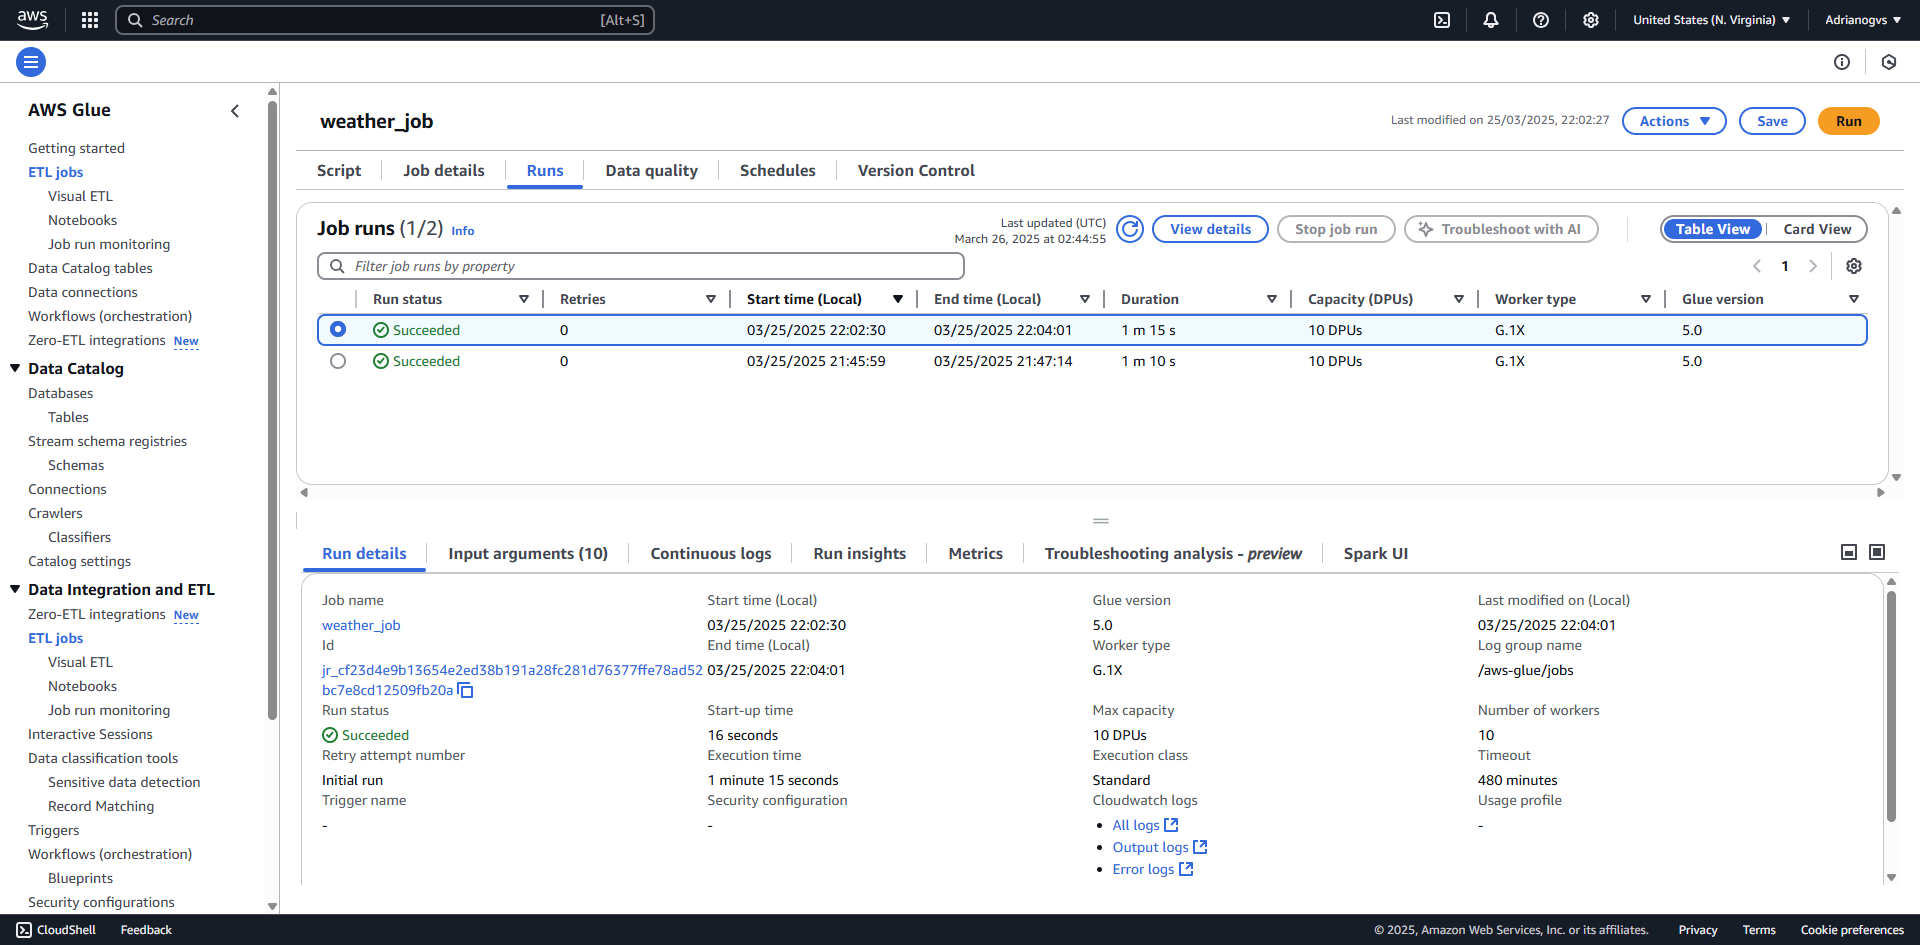 aws
Search
[Alt+S]
United States (N. Virginia)
Adrianogvs
AWS Glue
Getting started
ETL jobs
Visual ETL
Notebooks
Job run monitoring
Data Catalog tables
Data connections
Workflows (orchestration)
Zero-ETL integrations New
Data Catalog
Databases
Tables
Stream schema registries
Schemas
Connections
Crawlers
Classifiers
Catalog settings
Data Integration and ETL
Zero-ETL integrations New
ETL jobs
Visual ETL
Notebooks
Job run monitoring
Interactive Sessions
Data classification tools
Sensitive data detection
Record Matching
Triggers
Workflows (orchestration)
Blueprints
Security configurations
weather_job
Last modified on 25/03/2025, 22:02:27
Actions
Save
Run
Script
Job details
Runs
Data quality
Schedules
Version Control
Job runs (1/2) Info
Last updated (UTC)
March 26, 2025 at 02:44:55
View details
Stop job run
Troubleshoot with AI
Table View
Card View
Filter job runs by property
1
Run status Retries Start time (Local) End time (Local) Duration Capacity (DPUs) Worker type Glue version
Succeeded 0 03/25/2025 22:02:30 03/25/2025 22:04:01 1 m 15 s 10 DPUs G.1X 5.0
Succeeded 0 03/25/2025 21:45:59 03/25/2025 21:47:14 1 m 10 s 10 DPUs G.1X 5.0
Run details
Input arguments (10)
Continuous logs
Run insights
Metrics
Troubleshooting analysis - preview
Spark UI
Job name
weather_job
Id
jr_cf23d4e9b13654e2ed38b191a28fc281d76377ffe78ad52
bc7e8cd12509fb20a
Run status
Succeeded
Retry attempt number
Initial run
Trigger name
-
Start time (Local)
03/25/2025 22:02:30
End time (Local)
03/25/2025 22:04:01
Start-up time
16 seconds
Execution time
1 minute 15 seconds
Security configuration
-
Glue version
5.0
Worker type
G.1X
Max capacity
10 DPUs
Execution class
Standard
Cloudwatch logs
• All logs
• Output logs
• Error logs
Last modified on (Local)
03/25/2025 22:04:01
Log group name
/aws-glue/jobs
Number of workers
10
Timeout
480 minutes
Usage profile
-
CloudShell
Feedback
© 2025, Amazon Web Services, Inc. or its affiliates.
Privacy
Terms
Cookie preferences